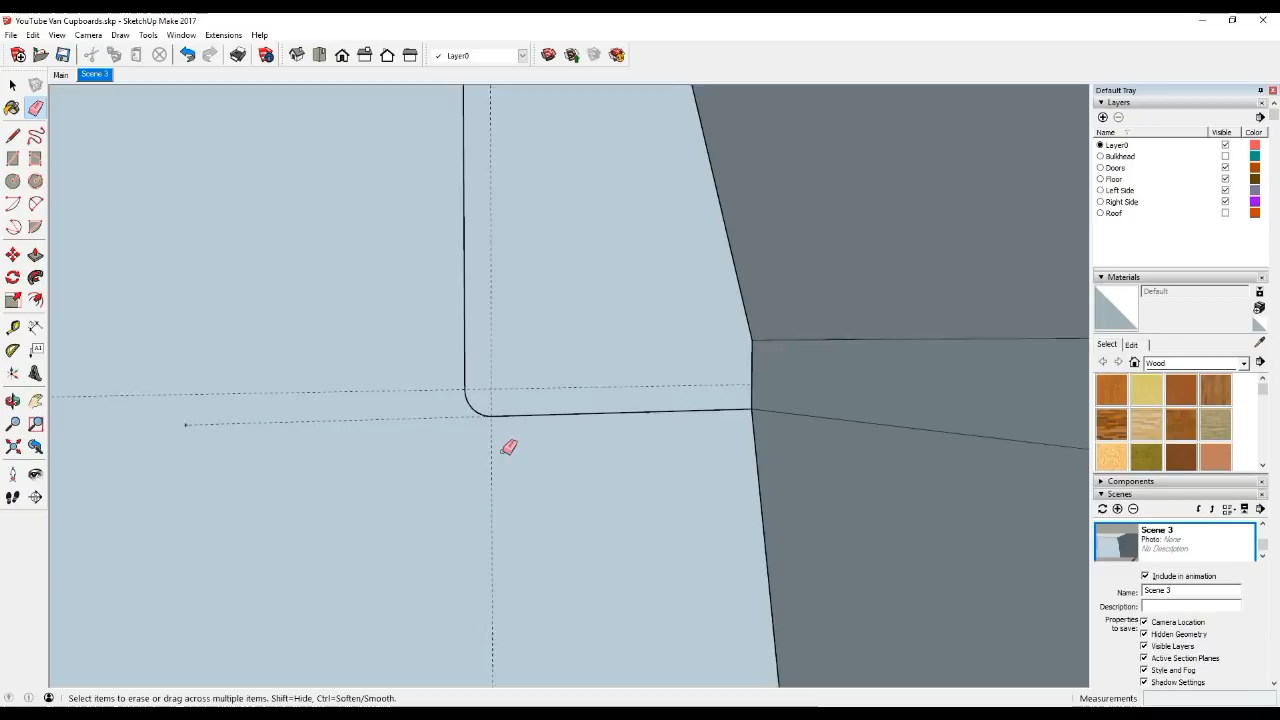 YouTube Van Cupboards.skp - SketchUp Make 2017
File Edit View Camera Draw Tools Window Extensions Help
Layer0
Main Scene 3
Default Tray
Layers
Name Visible Color
Layer0
Bulkhead
Doors
Floor
Left Side
Right Side
Roof
Materials
Default
Select Edit
Wood
Components
Scenes
Scene 3
Photo: None
No Description
Include in animation
Name: Scene 3
Description:
Properties to save:
Camera Location
Hidden Geometry
Visible Layers
Active Section Planes
Style and Fog
Shadow Settings
Select items to erase or drag across multiple items. Shift=Hide, Ctrl=Soften/Smooth.
Measurements